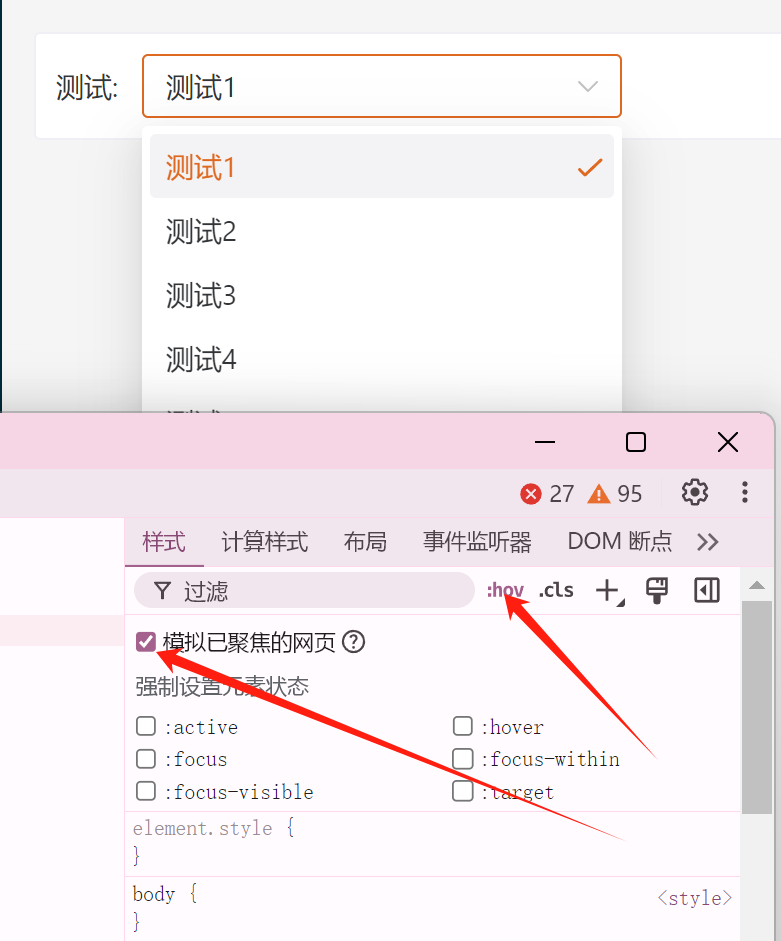 测试: 测试1
测试1
测试2
测试3
测试4
27 95
样式 计算样式 布局 事件监听器 DOM 断点
过滤 :hov .cls
模拟已聚焦的网页
强制设置元素状态
:active :hover
:focus :focus-within
:focus-visible :target
element.style {
}
body { <style>
}